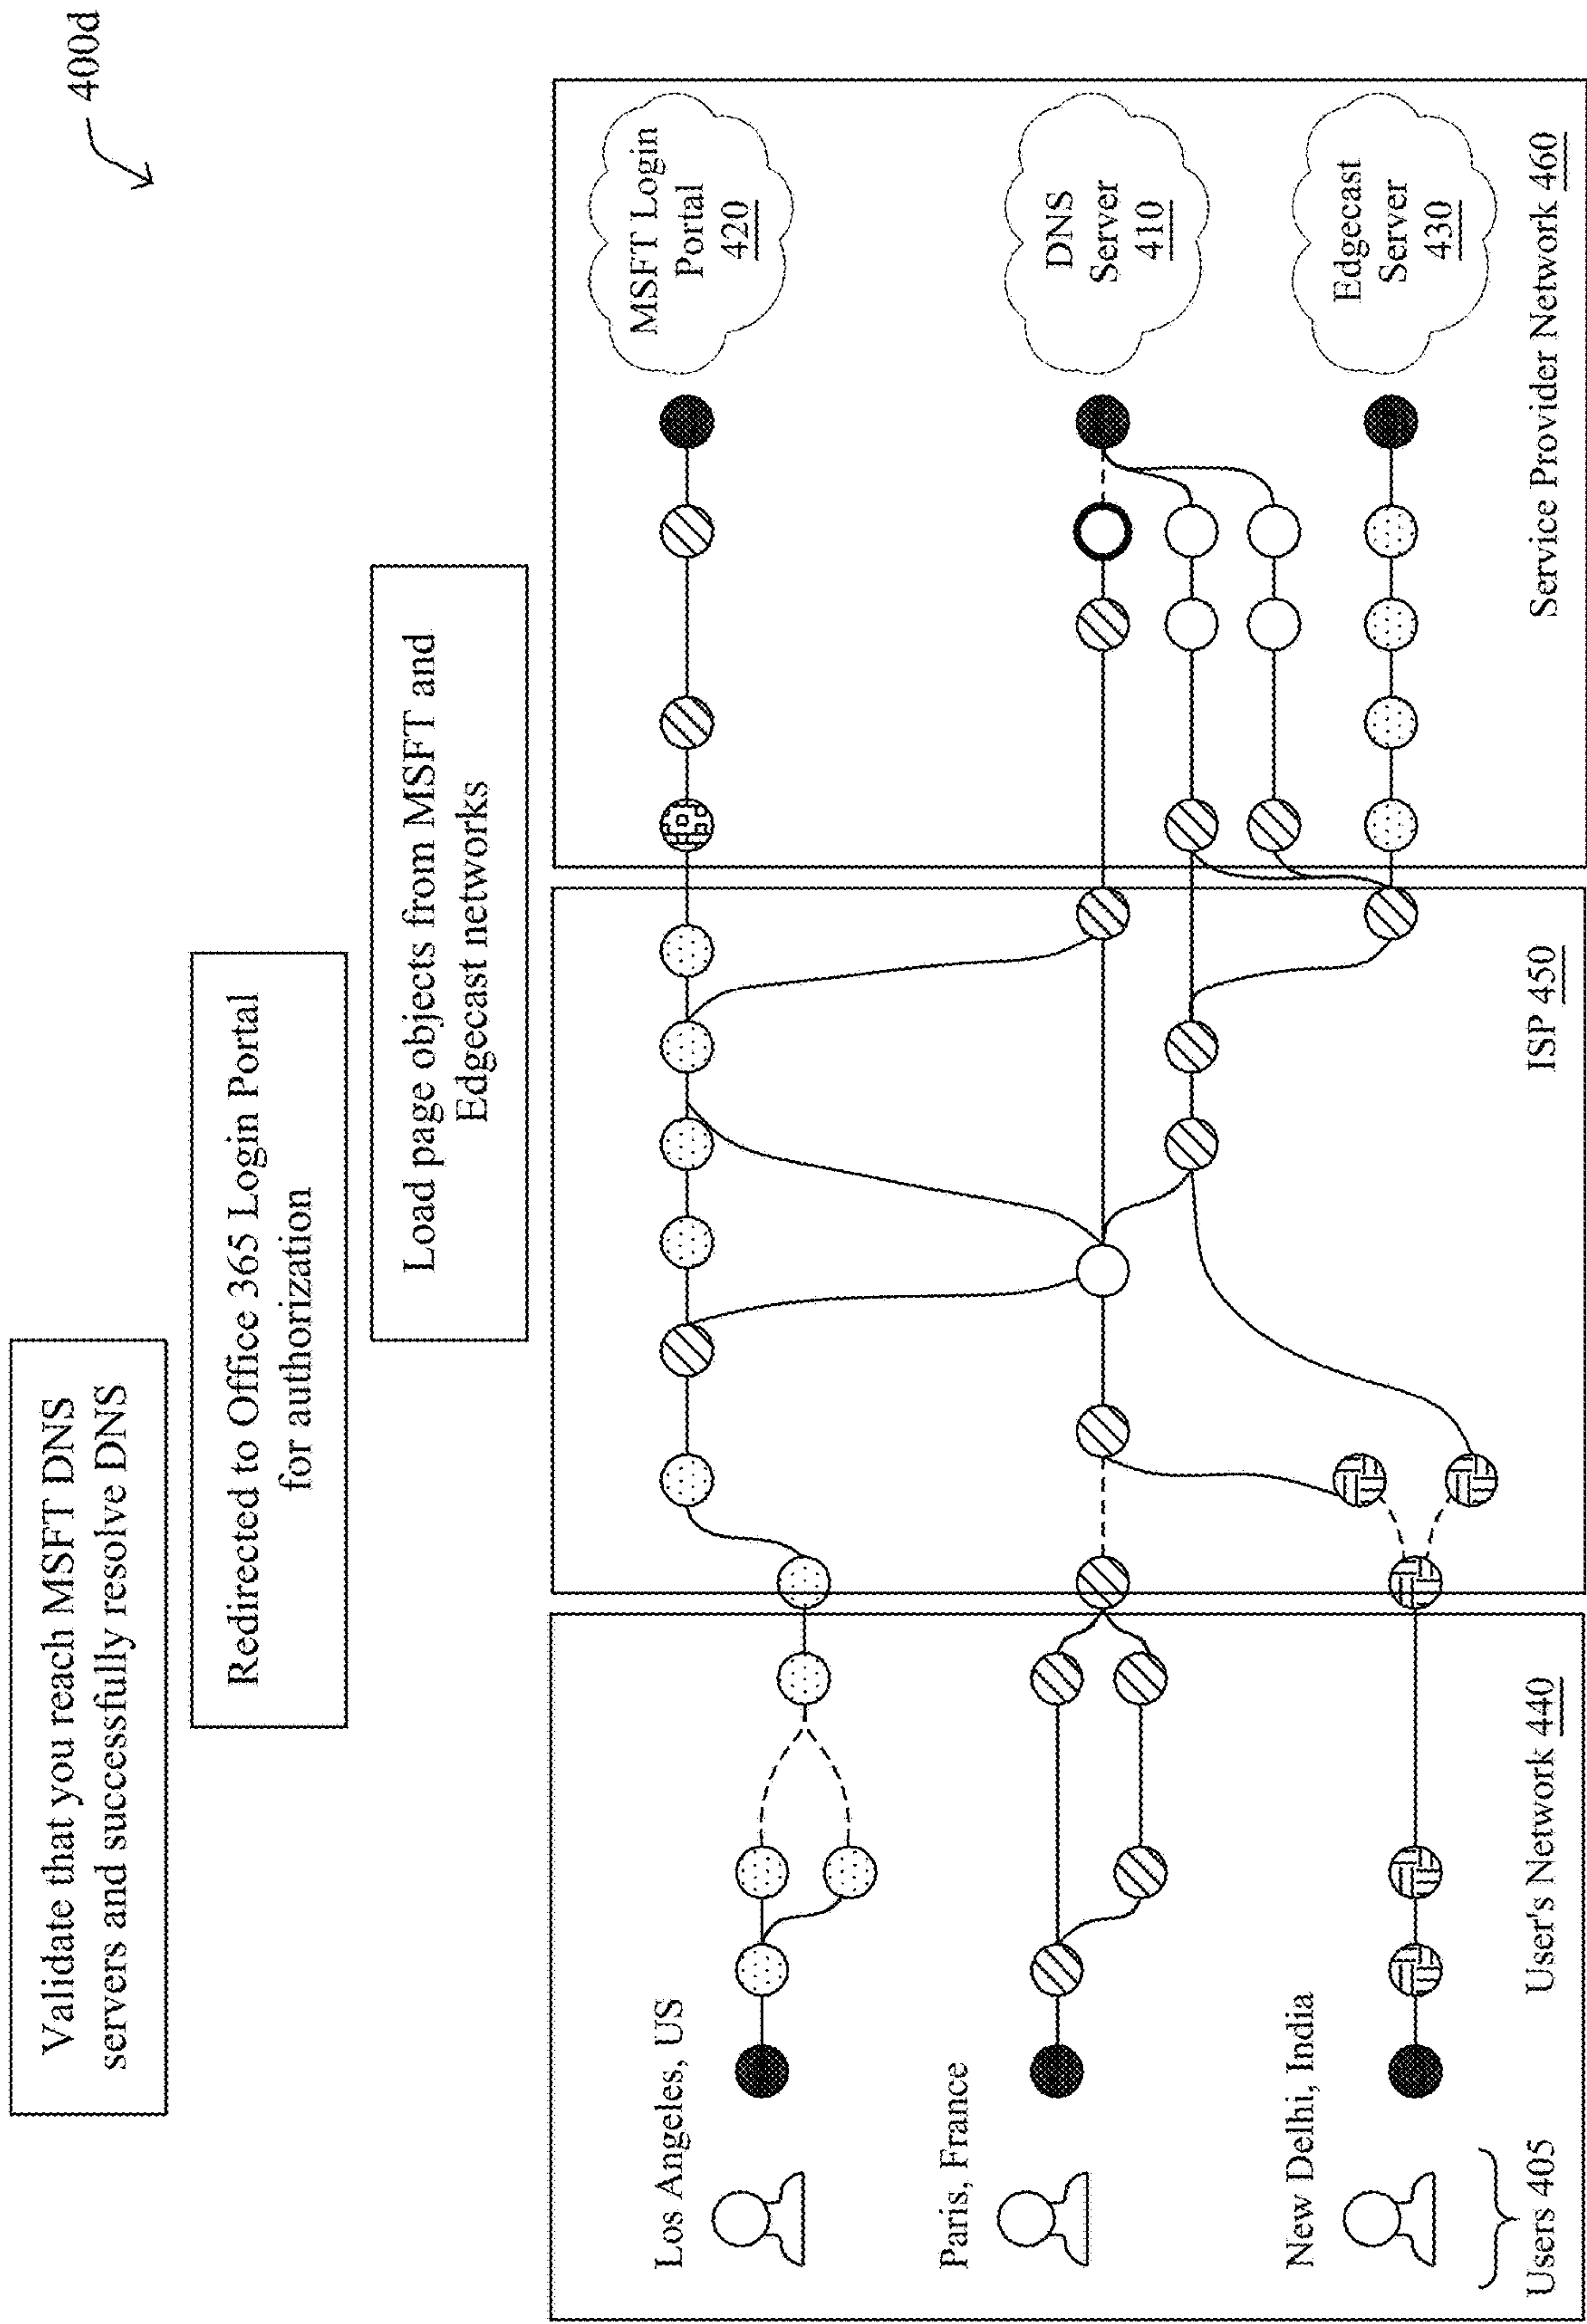 400d
Validate that you reach MSFT DNS
servers and successfully resolve DNS
Redirected to Office 365 Login Portal
for authorization
Load page objects from MSFT and
Edgecast networks
Los Angeles, US
Paris, France
New Delhi, India
Users 405
User's Network 440
ISP 450
MSFT Login
Portal
420
DNS
Server
410
Edgecast
Server
430
Service Provider Network 460